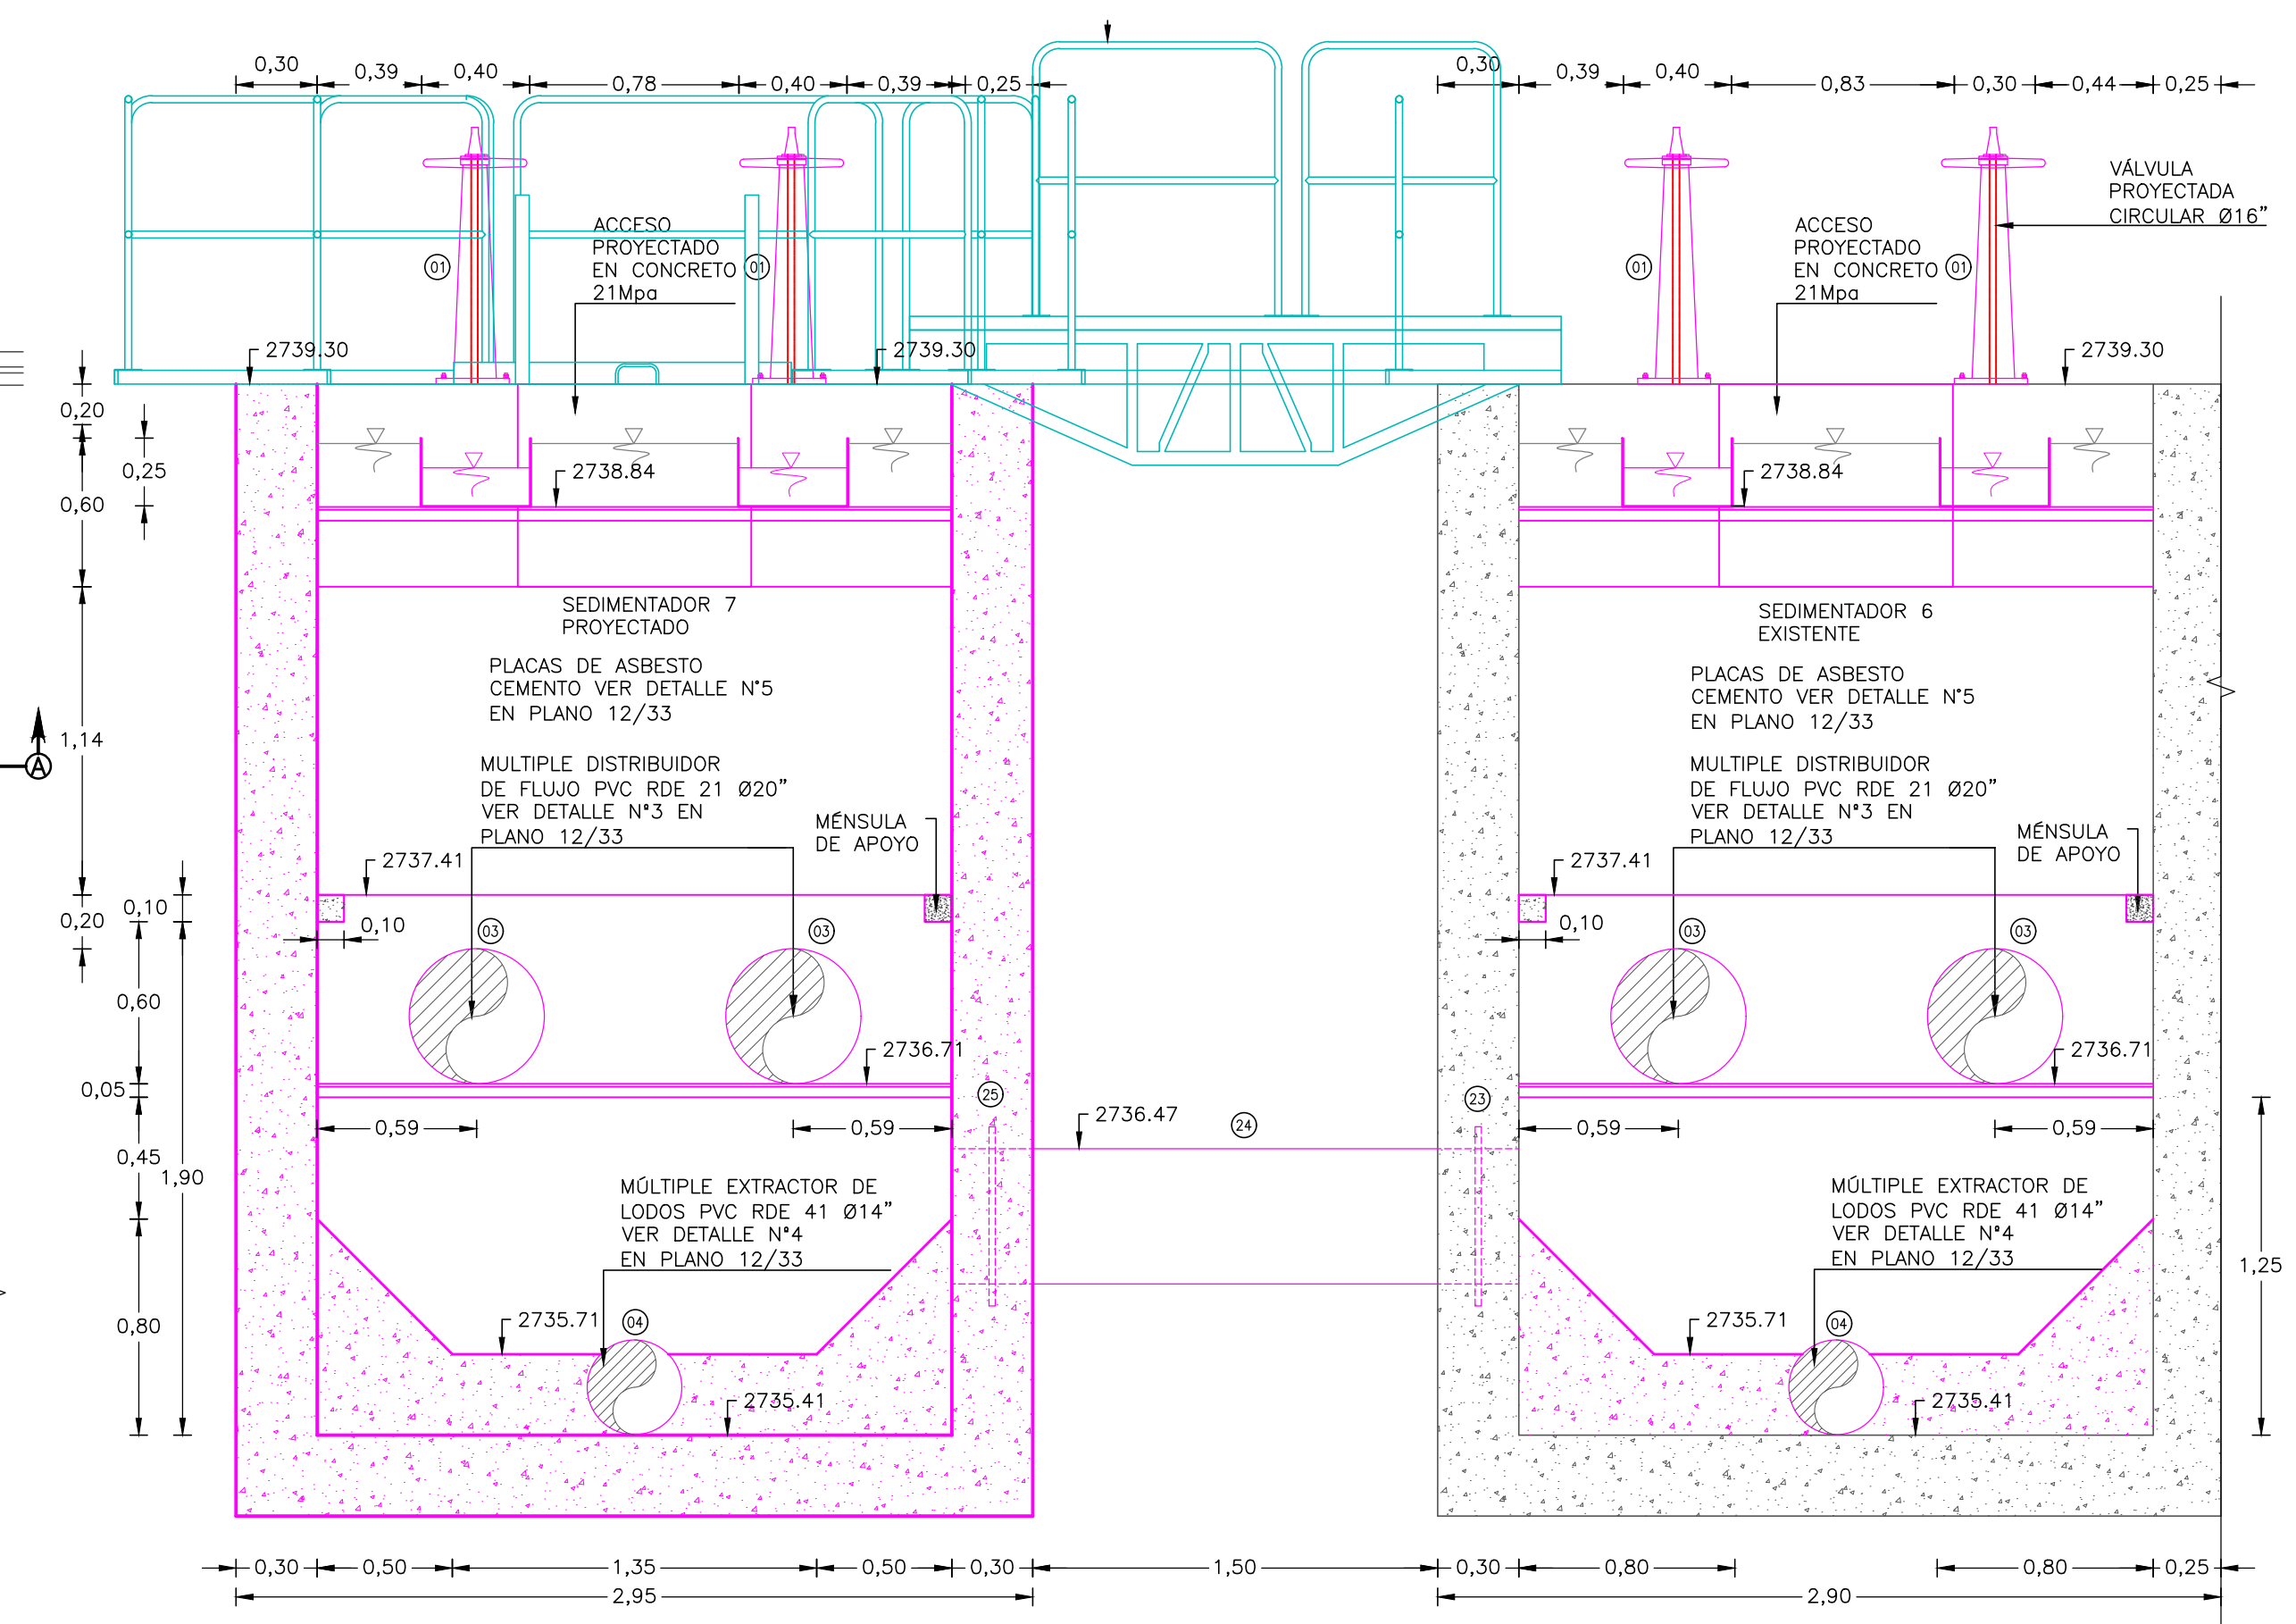 0,30
0,39
0,40
0,78
0,40
0,39
0,25
0,30
0,39
0,40
0,83
0,30
0,44
0,25
VÁLVULA
PROYECTADA
CIRCULAR Ø16”
ACCESO
PROYECTADO
EN CONCRETO
21Mpa
01
01
ACCESO
PROYECTADO
EN CONCRETO
21Mpa
01
01
2739.30
2739.30
2739.30
0,20
0,25
0,60
2738.84
2738.84
SEDIMENTADOR 7
PROYECTADO
SEDIMENTADOR 6
EXISTENTE
PLACAS DE ASBESTO
CEMENTO VER DETALLE N°5
EN PLANO 12/33
PLACAS DE ASBESTO
CEMENTO VER DETALLE N°5
EN PLANO 12/33
1,14
A
MULTIPLE DISTRIBUIDOR
DE FLUJO PVC RDE 21 Ø20”
VER DETALLE N°3 EN
PLANO 12/33
MÉNSULA
DE APOYO
MULTIPLE DISTRIBUIDOR
DE FLUJO PVC RDE 21 Ø20”
VER DETALLE N°3 EN
PLANO 12/33
MÉNSULA
DE APOYO
2737.41
2737.41
0,20
0,10
0,10
0,10
03
03
03
03
0,60
2736.71
2736.71
0,05
25
23
24
2736.47
0,59
0,59
0,59
0,59
0,45
1,90
MÚLTIPLE EXTRACTOR DE
LODOS PVC RDE 41 Ø14”
VER DETALLE N°4
EN PLANO 12/33
MÚLTIPLE EXTRACTOR DE
LODOS PVC RDE 41 Ø14”
VER DETALLE N°4
EN PLANO 12/33
1,25
0,80
2735.71
04
2735.71
04
2735.41
2735.41
0,30
0,50
1,35
0,50
0,30
1,50
0,30
0,80
0,80
0,25
2,95
2,90